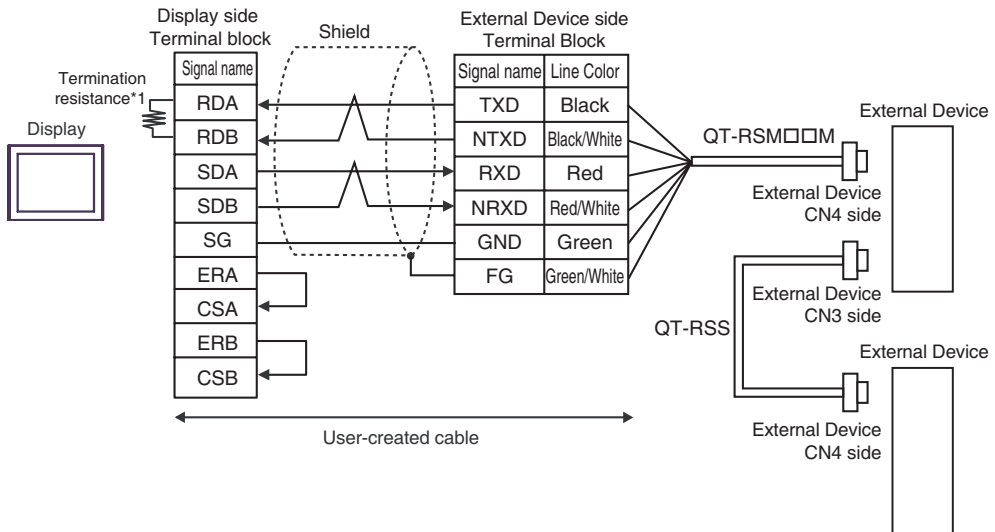 Display side
Terminal block
Shield
External Device side
Terminal Block
Signal name
Signal name
Line Color
Termination
resistance*1
RDA
TXD
Black
External Device
Display
RDB
NTXD
Black/White
QT-RSM□□M
SDA
RXD
Red
SDB
NRXD
Red/White
External Device
CN4 side
SG
GND
Green
ERA
FG
Green/White
External Device
CN3 side
CSA
QT-RSS
ERB
External Device
CSB
User-created cable
External Device
CN4 side